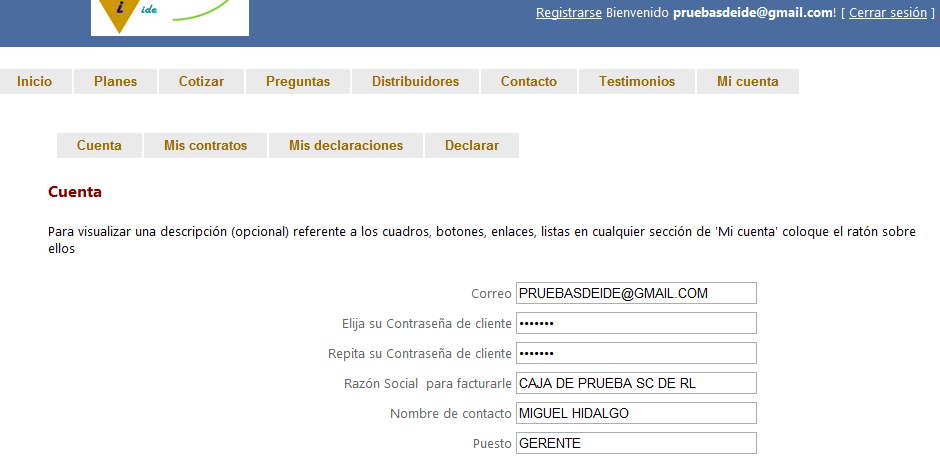 i ide
Registrarse Bienvenido pruebasdeide@gmail.com! [ Cerrar sesión ]
Inicio Planes Cotizar Preguntas Distribuidores Contacto Testimonios Mi cuenta
Cuenta Mis contratos Mis declaraciones Declarar
Cuenta
Para visualizar una descripción (opcional) referente a los cuadros, botones, enlaces, listas en cualquier sección de 'Mi cuenta' coloque el ratón sobre
ellos
Correo PRUEBASDEIDE@GMAIL.COM
Elija su Contraseña de cliente •••••••
Repita su Contraseña de cliente •••••••
Razón Social para facturarle CAJA DE PRUEBA SC DE RL
Nombre de contacto MIGUEL HIDALGO
Puesto GERENTE